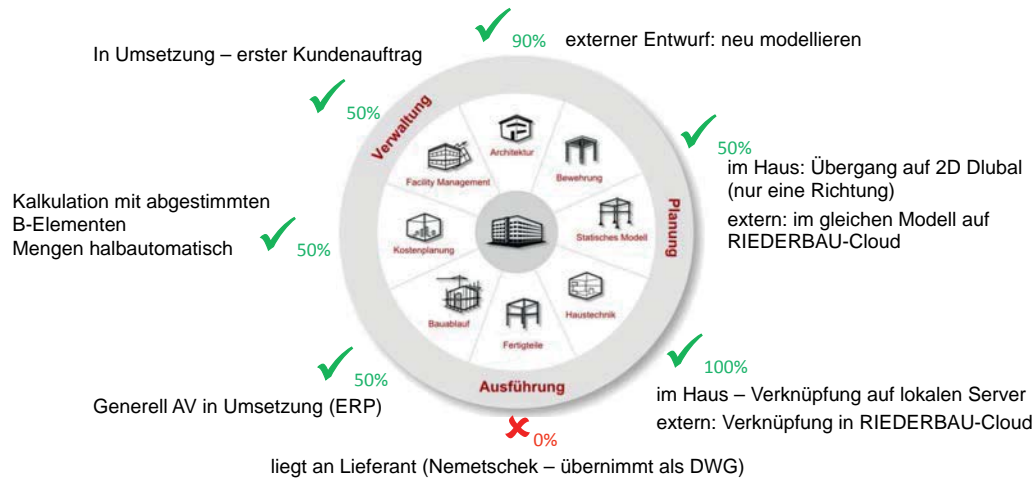 90%
externer Entwurf: neu modellieren
In Umsetzung – erster Kundenauftrag
50%
50%
im Haus: Übergang auf 2D Dlubal
(nur eine Richtung)
extern: im gleichen Modell auf
RIEDERBAU-Cloud
Kalkulation mit abgestimmten
B-Elementen
Mengen halbautomatisch
50%
Verwaltung
Planung
Ausführung
Architektur
Bewehrung
Statisches Modell
Haustechnik
Fertigteile
Bauablauf
Kostenplanung
Facility Management
100%
im Haus – Verknüpfung auf lokalen Server
extern: Verknüpfung in RIEDERBAU-Cloud
50%
Generell AV in Umsetzung (ERP)
0%
liegt an Lieferant (Nemetschek – übernimmt als DWG)